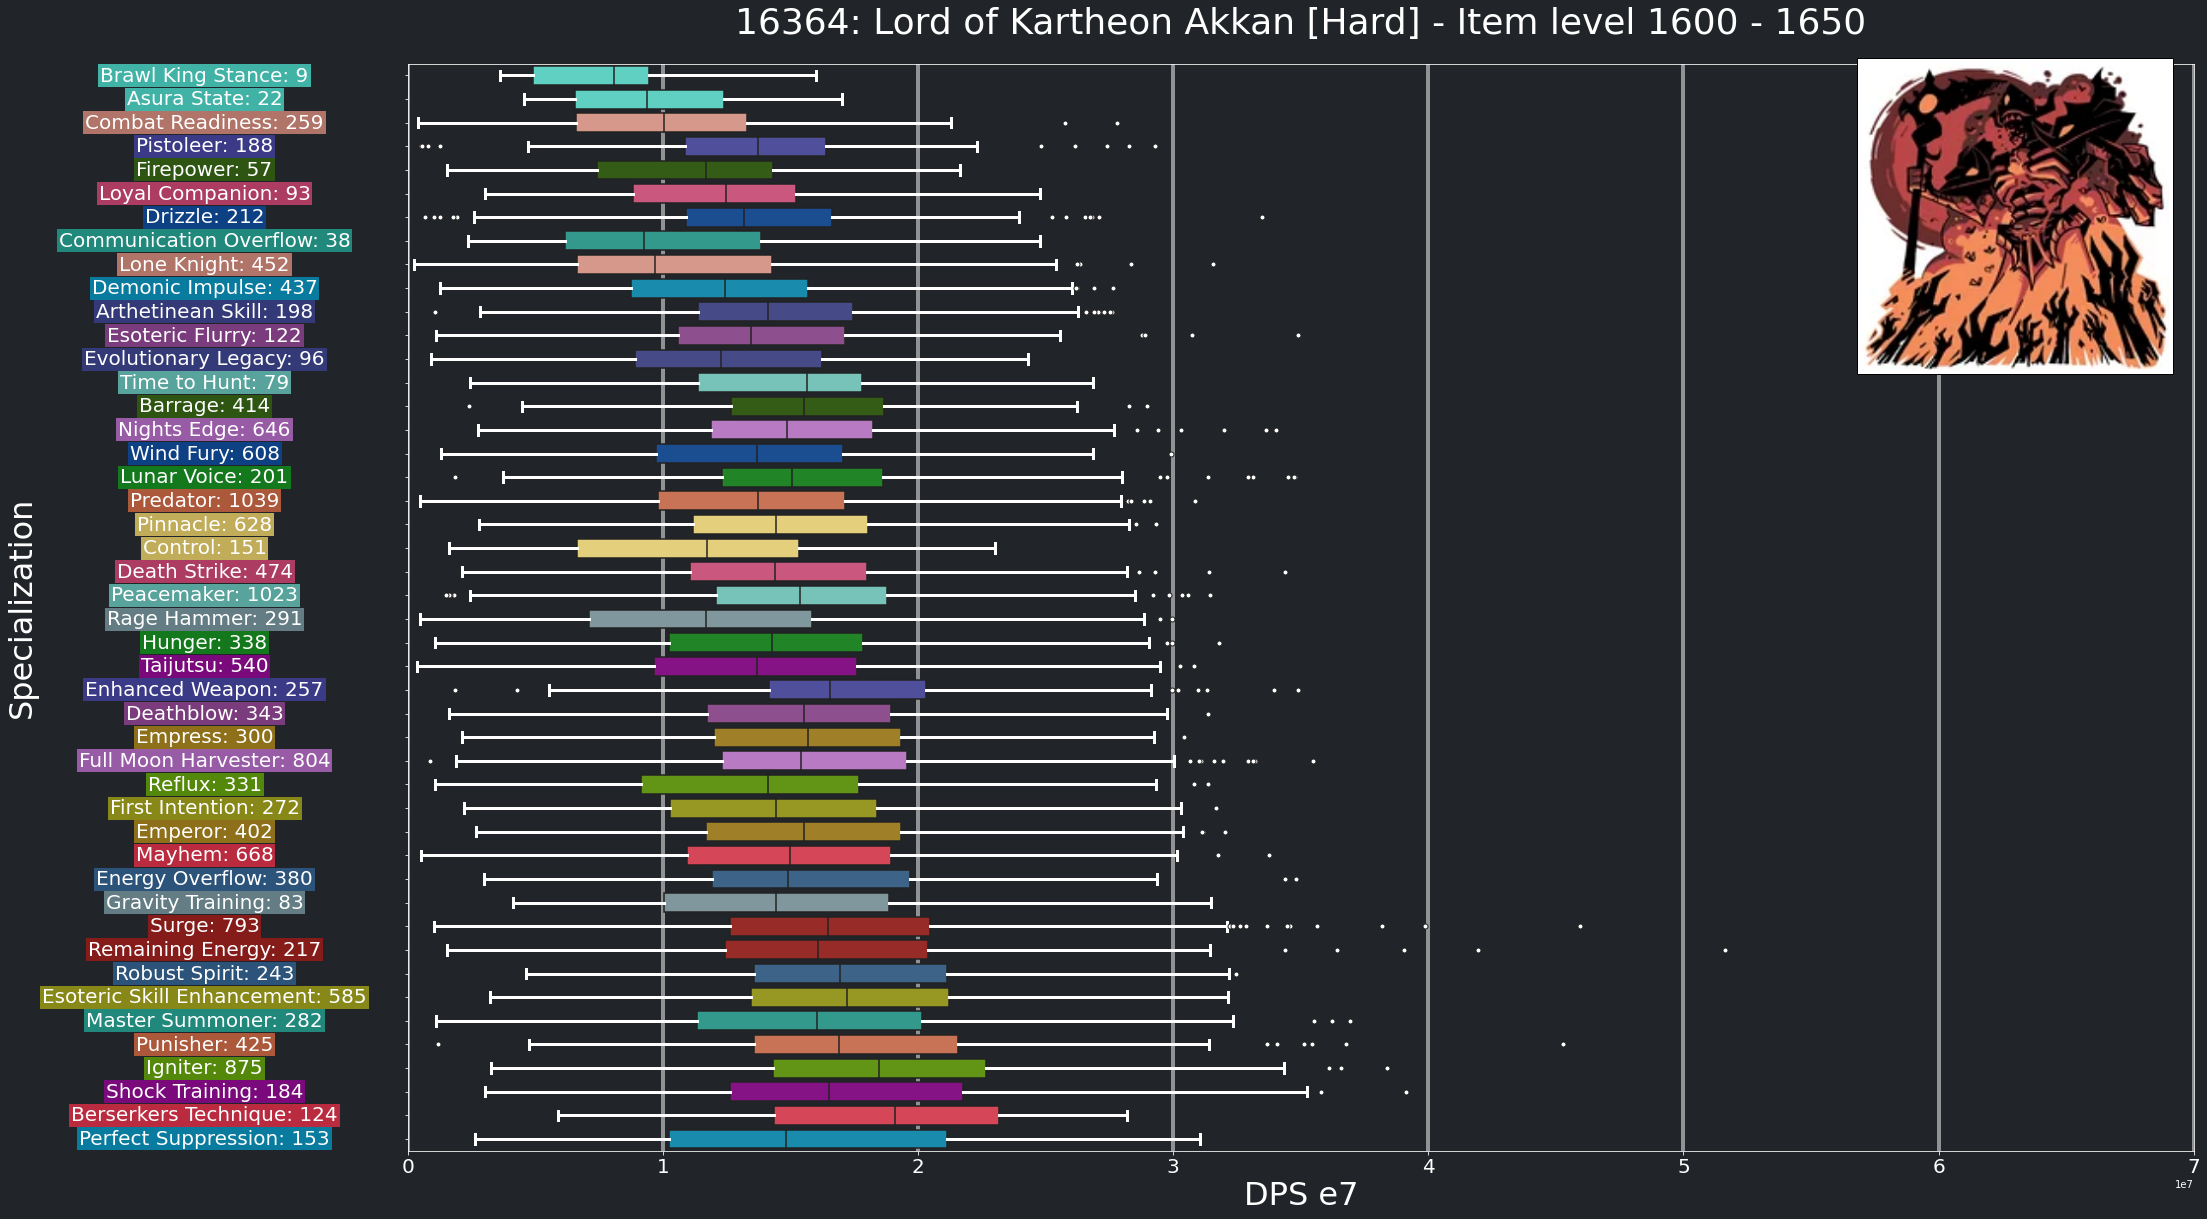 16364: Lord of Kartheon Akkan [Hard] - Item level 1600 - 1650
Brawl King Stance: 9
Asura State: 22
Combat Readiness: 259
Pistoleer: 188
Firepower: 57
Loyal Companion: 93
Drizzle: 212
Communication Overflow: 38
Lone Knight: 452
Demonic Impulse: 437
Arthetinean Skill: 198
Esoteric Flurry: 122
Evolutionary Legacy: 96
Time to Hunt: 79
Barrage: 414
Nights Edge: 646
Wind Fury: 608
Lunar Voice: 201
Predator: 1039
Pinnacle: 628
Control: 151
Death Strike: 474
Peacemaker: 1023
Rage Hammer: 291
Hunger: 338
Taijutsu: 540
Enhanced Weapon: 257
Deathblow: 343
Empress: 300
Full Moon Harvester: 804
Reflux: 331
First Intention: 272
Emperor: 402
Mayhem: 668
Energy Overflow: 380
Gravity Training: 83
Surge: 793
Remaining Energy: 217
Robust Spirit: 243
Esoteric Skill Enhancement: 585
Master Summoner: 282
Punisher: 425
Igniter: 875
Shock Training: 184
Berserkers Technique: 124
Perfect Suppression: 153
Specialization
0 1 2 3 4 5 6 7
1e7
DPS e7